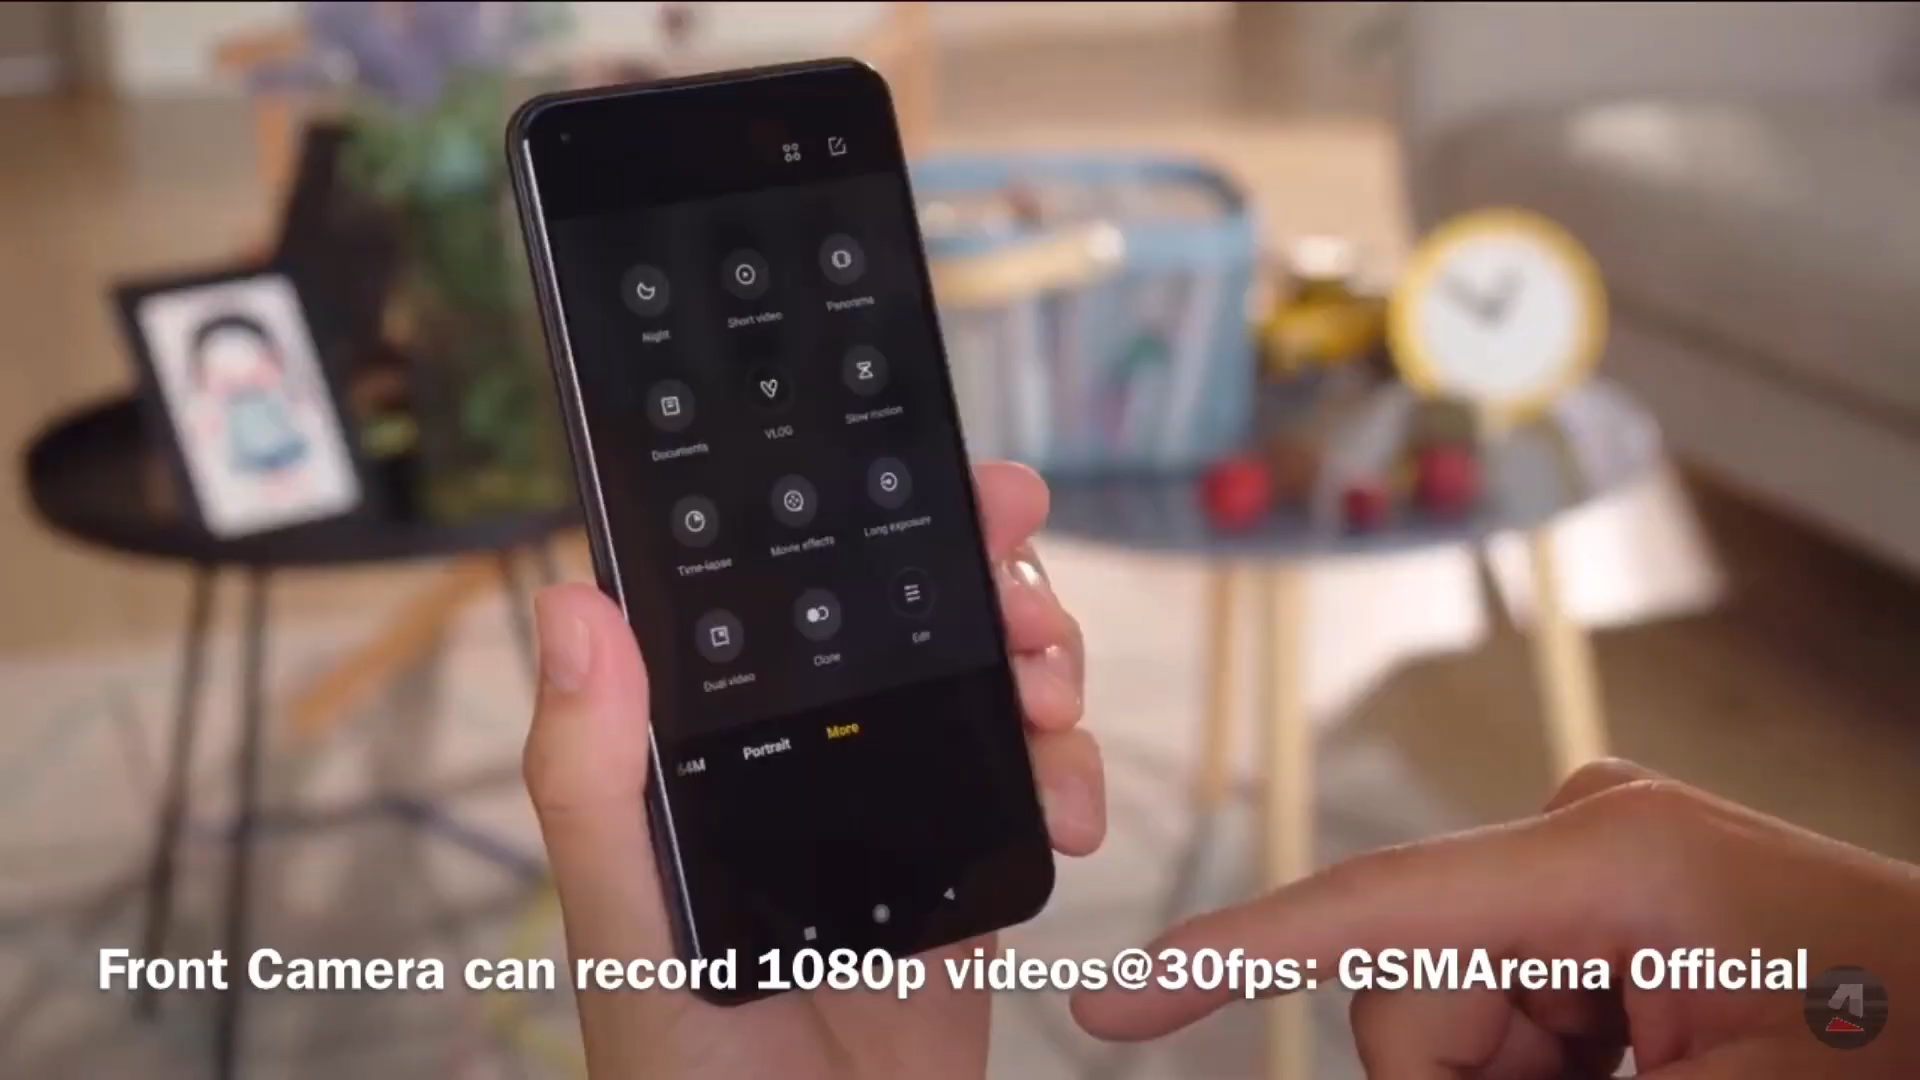 Night
Short video
Panorama
Documents
VLOG
Slow motion
Time-lapse
Movie effects
Long exposure
Dual video
Clone
Edit
64M
Portrait
More
Front Camera can record 1080p videos@30fps: GSMArena Official